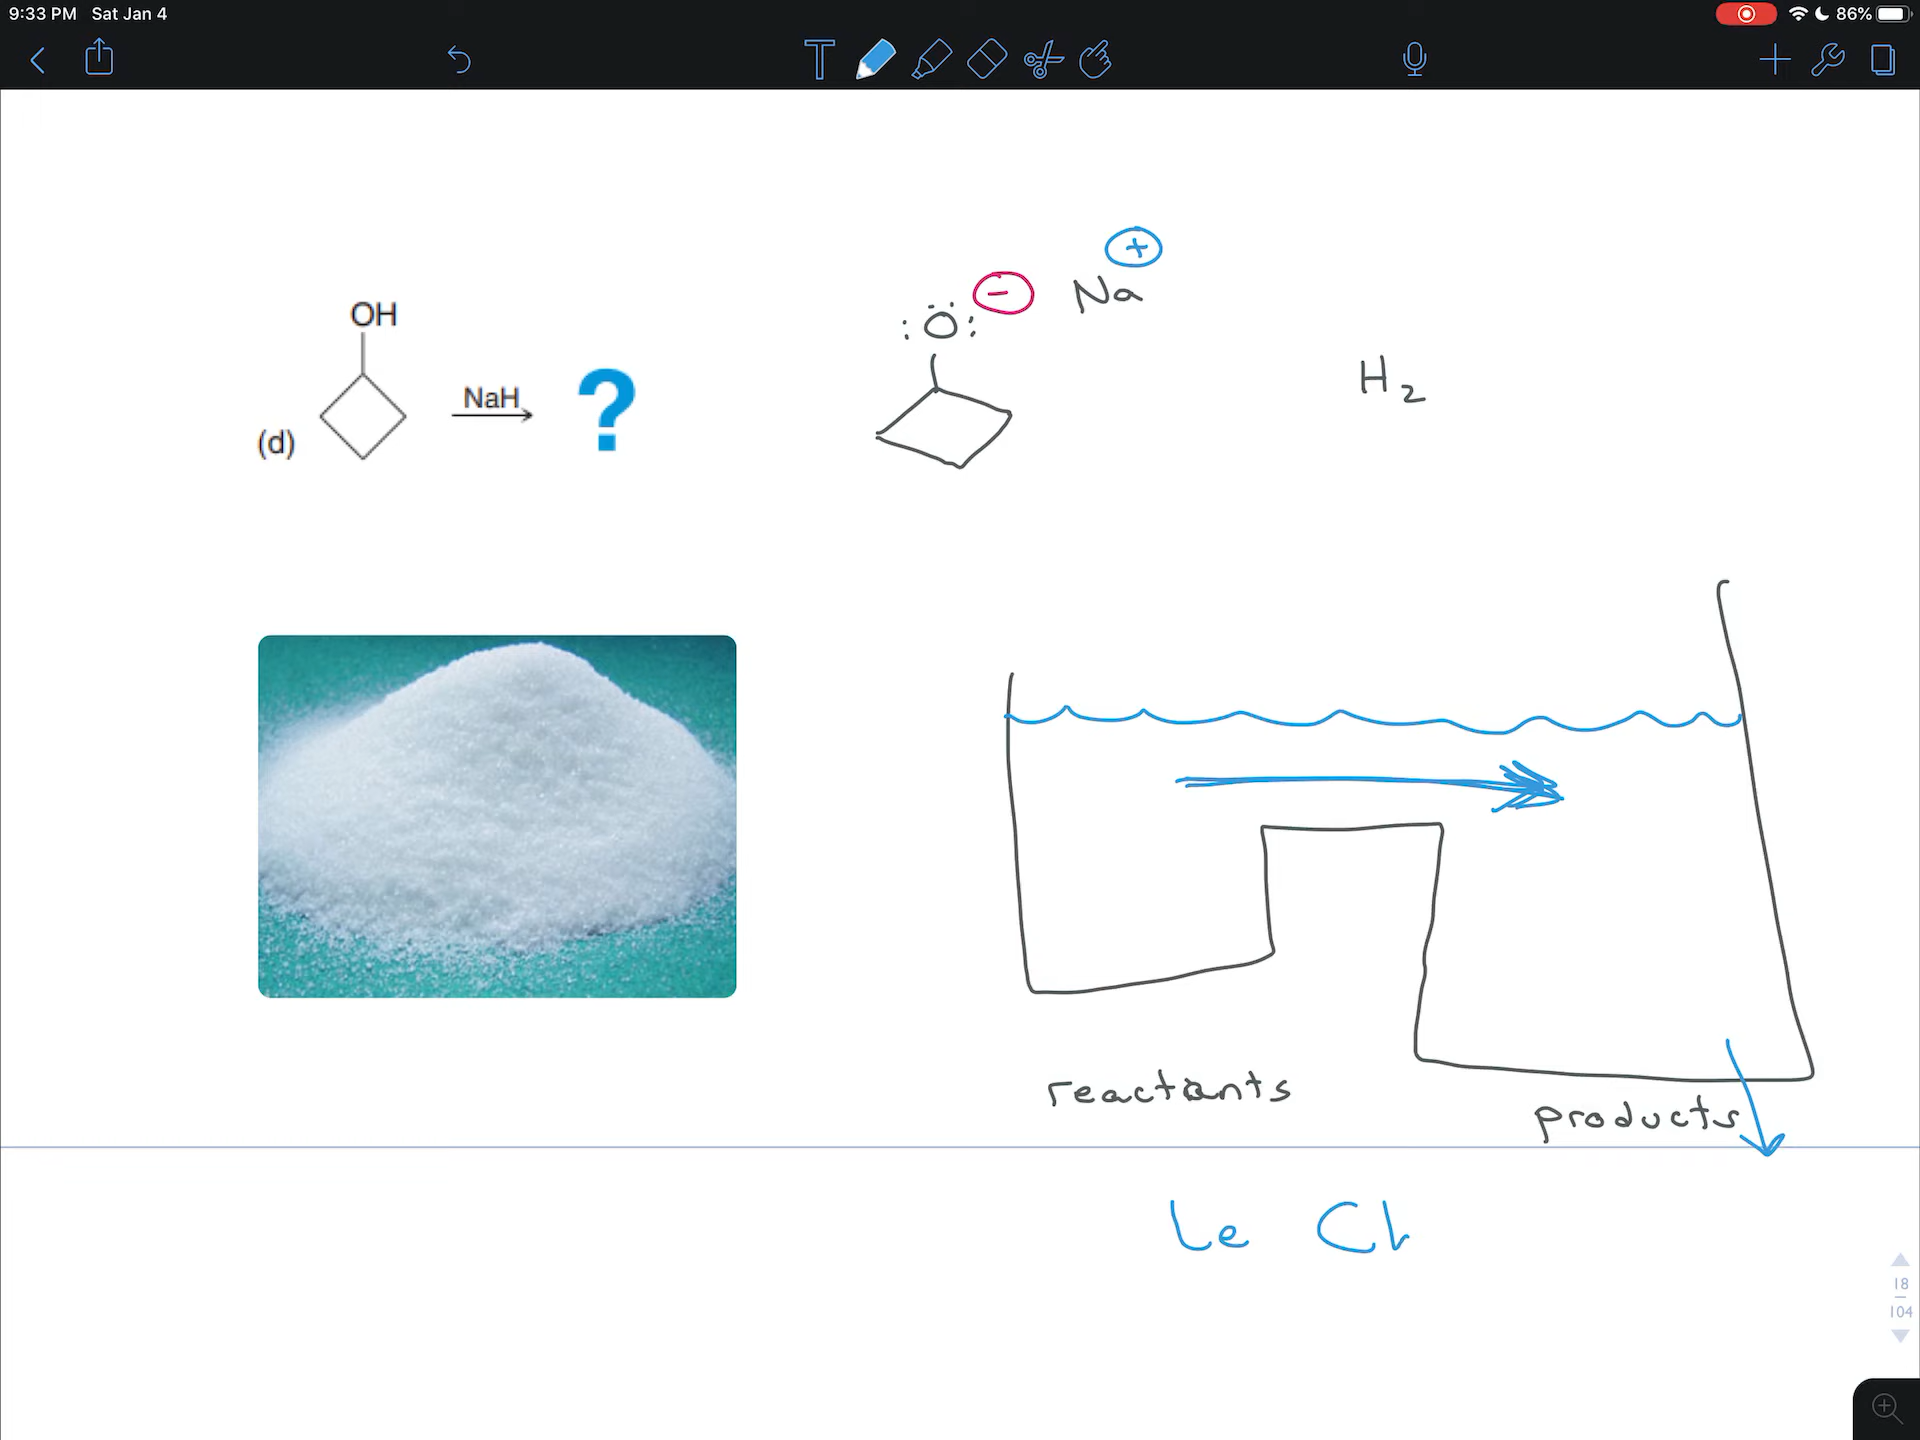 9:33 PM Sat Jan 4
86%
T
+
Na
−
:Ö:
OH
H2
NaH
?
(d)
reactants
products
Le Ch
18
104